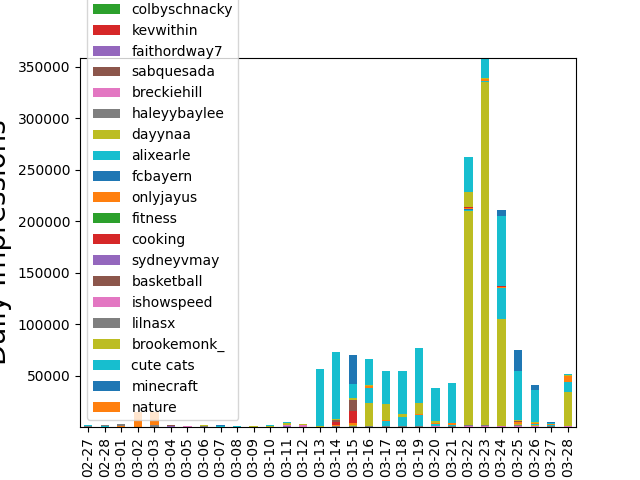 colbyschnacky
kevwithin
faithordway7
sabquesada
breckiehill
haleyybaylee
dayynaa
alixearle
fcbayern
onlyjayus
fitness
cooking
sydneyvmay
basketball
ishowspeed
lilnasx
brookemonk_
cute cats
minecraft
nature
Daily Impressions
350000
300000
250000
200000
150000
100000
50000
02-27
02-28
03-01
03-02
03-03
03-04
03-05
03-06
03-07
03-08
03-09
03-10
03-11
03-12
03-13
03-14
03-15
03-16
03-17
03-18
03-19
03-20
03-21
03-22
03-23
03-24
03-25
03-26
03-27
03-28